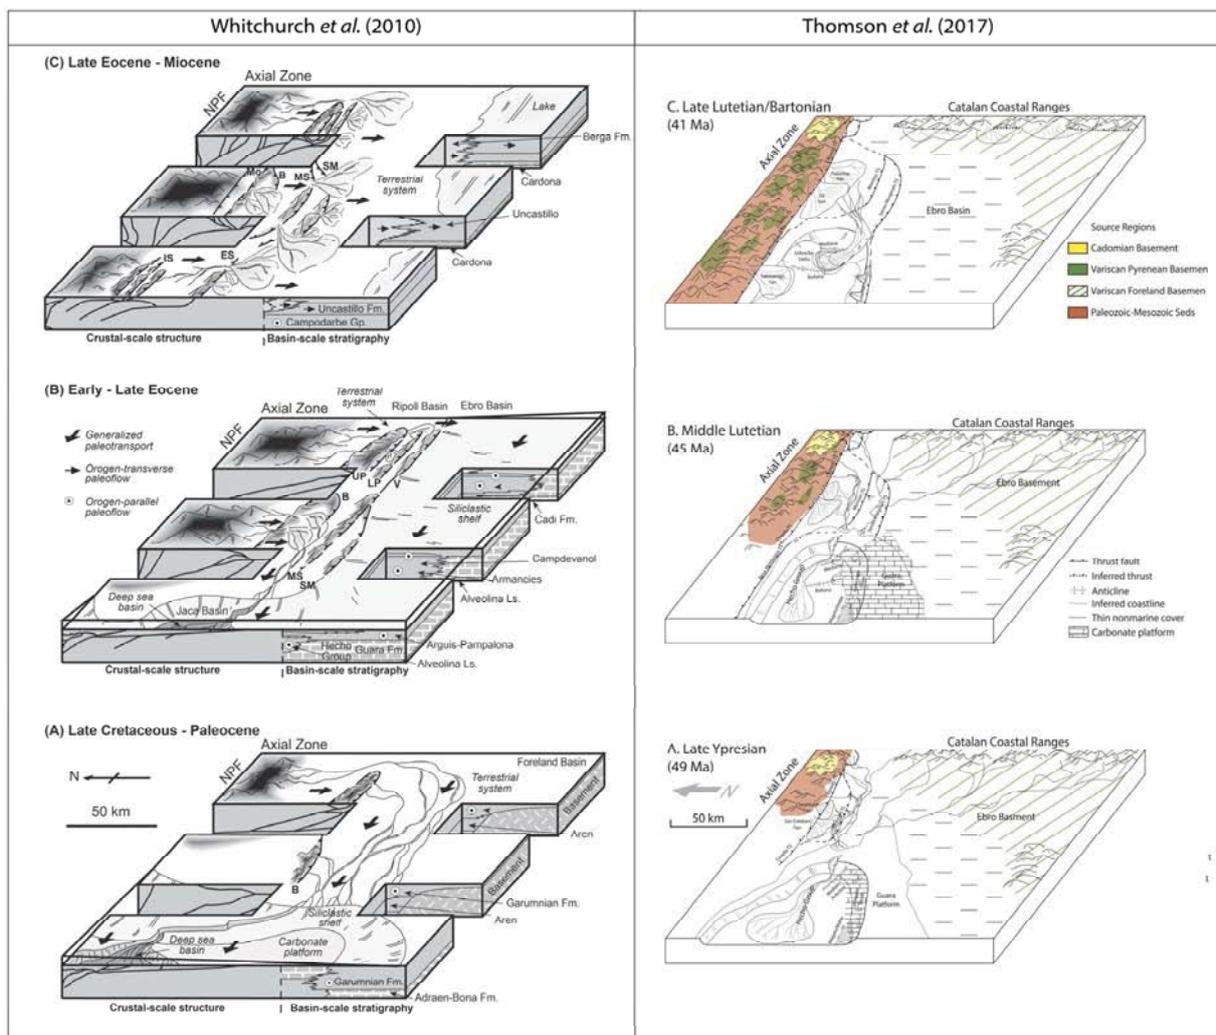 Whitchurch et al. (2010)
Thomson et al. (2017)
(C) Late Eocene - Miocene
Axial Zone
NPF
Lake
Berga Fm.
Mo
B
MS
SM
Terrestrial
system
Cardona
Uncastillo
Cardona
IS
ES
Uncastillo Fm.
Campodarbe Gp.
Crustal-scale structure
Basin-scale stratigraphy
(B) Early - Late Eocene
Terrestrial
system
Axial Zone
Ripoll Basin
Ebro Basin
NPF
Generalized
paleotransport
Orogen-transverse
paleoflow
Orogen-parallel
paleoflow
UP
LP
V
B
Siliclastic
shelf
Cadi Fm.
Campdevanol
Armancies
Alveolina Ls.
MS
SM
Deep sea
basin
Jaca Basin
Hecho
Group
Guara Fm.
Arguis-Pampalona
Alveolina Ls.
Crustal-scale structure
Basin-scale stratigraphy
(A) Late Cretaceous - Paleocene
Axial Zone
NPF
N
50 km
Foreland Basin
Terrestrial
system
Basement
Aren
B
Basement
Garumnian Fm.
Aren
Siliclastic
shelf
Deep sea
basin
Carbonate
platform
Garumnian Fm.
Adraen-Bona Fm.
Crustal-scale structure
Basin-scale stratigraphy
C. Late Lutetian/Bartonian
(41 Ma)
Catalan Coastal Ranges
Axial Zone
Ebro Basin
Source Regions
Cadomian Basement
Variscan Pyrenean Basemen
Variscan Foreland Basemen
Paleozoic-Mesozoic Seds
B. Middle Lutetian
(45 Ma)
Catalan Coastal Ranges
Axial Zone
Ebro Basement
Hecho Group
Guara
Platform
Thrust fault
Inferred thrust
Anticline
Inferred coastline
Thin nonmarine cover
Carbonate platform
A. Late Ypresian
(49 Ma)
Catalan Coastal Ranges
Axial Zone
N
50 km
Ebro Basment
Hecho Group
Guara
Platform